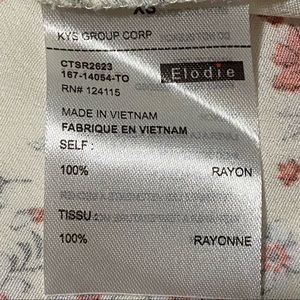 XS
KYS GROUP CORP
CTSR2623
167-14054-TO
RN# 124115
Elodie
MADE IN VIETNAM
FABRIQUE EN VIETNAM
SELF :
100% RAYON
TISSU :
100% RAYONNE